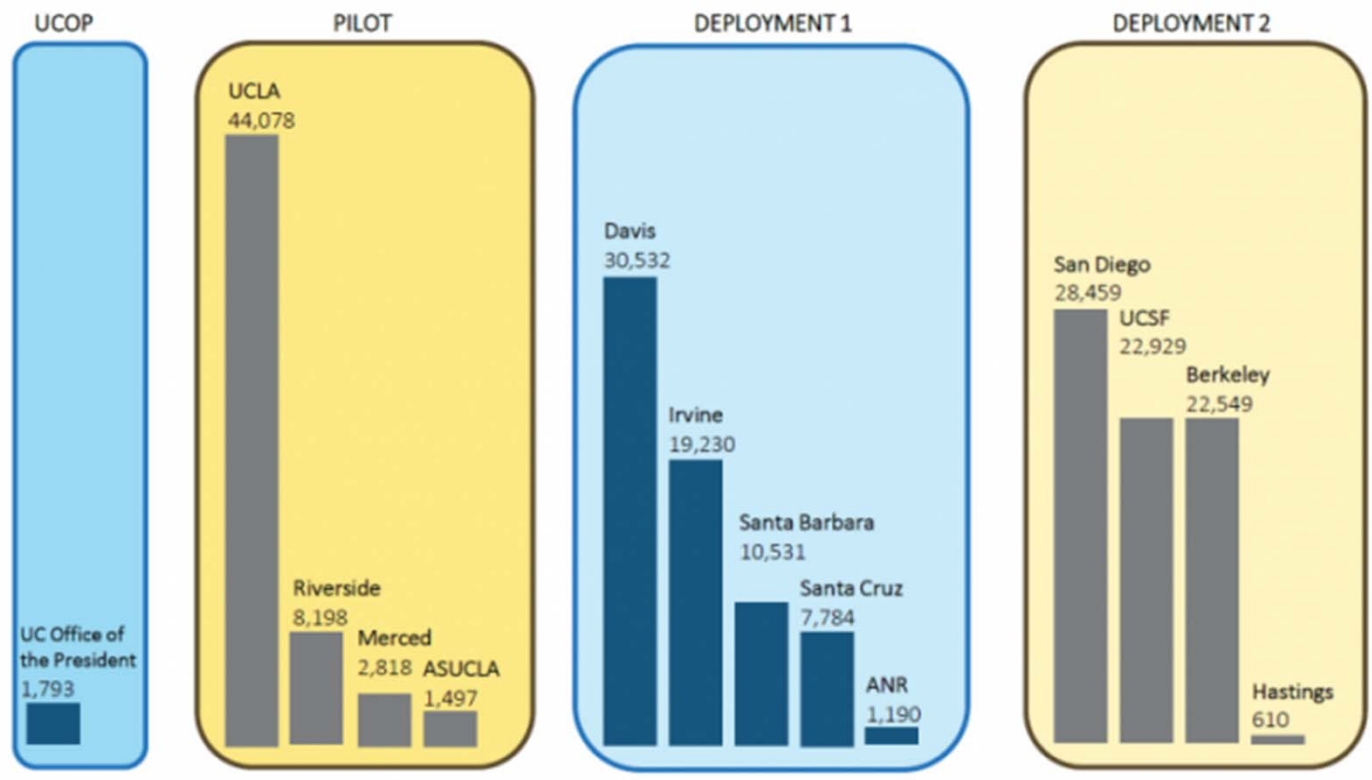 UCOP
UC Office of
the President
1,793
PILOT
UCLA
44,078
Riverside
8,198
Merced
2,818
ASUCLA
1,497
DEPLOYMENT 1
Davis
30,532
Irvine
19,230
Santa Barbara
10,531
Santa Cruz
7,784
ANR
1,190
DEPLOYMENT 2
San Diego
28,459
UCSF
22,929
Berkeley
22,549
Hastings
610